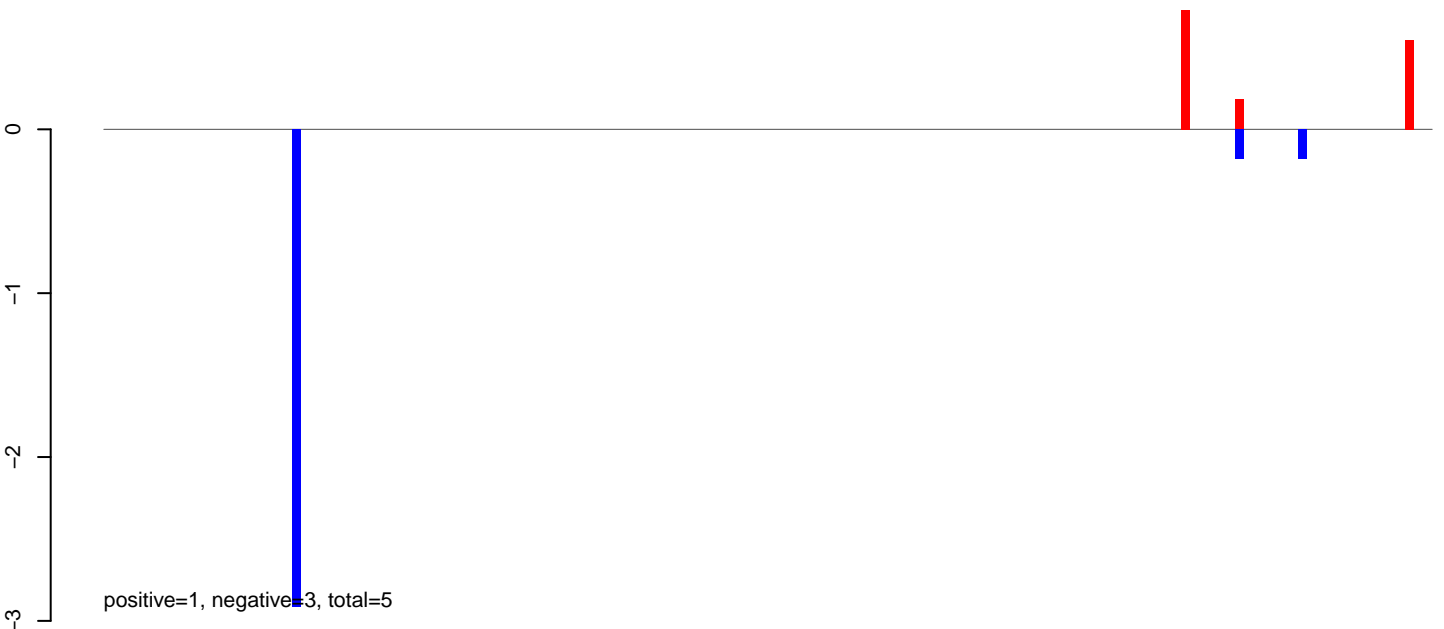 0
−1
−2
−3
positive=1, negative=3, total=5